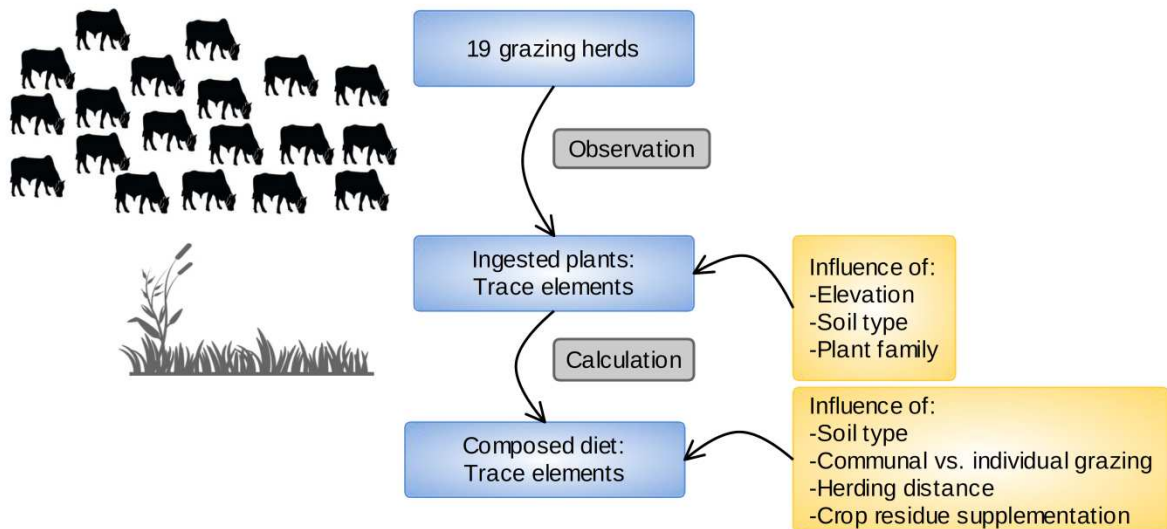 19 grazing herds
Observation
Ingested plants:
Trace elements
Influence of:
-Elevation
-Soil type
-Plant family
Calculation
Composed diet:
Trace elements
Influence of:
-Soil type
-Communal vs. individual grazing
-Herding distance
-Crop residue supplementation